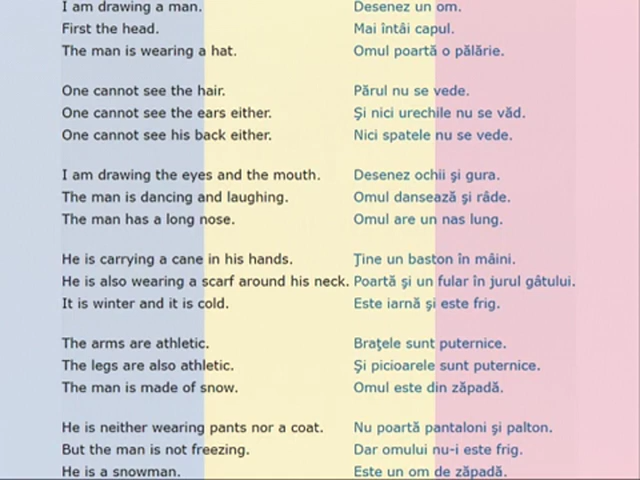 I am drawing a man. Desenez un om.
First the head. Mai întâi capul.
The man is wearing a hat. Omul poartă o pălărie.
One cannot see the hair. Părul nu se vede.
One cannot see the ears either. Şi nici urechile nu se văd.
One cannot see his back either. Nici spatele nu se vede.
I am drawing the eyes and the mouth. Desenez ochii şi gura.
The man is dancing and laughing. Omul dansează şi râde.
The man has a long nose. Omul are un nas lung.
He is carrying a cane in his hands. Ţine un baston în mâini.
He is also wearing a scarf around his neck. Poartă şi un fular în jurul gâtului.
It is winter and it is cold. Este iarnă şi este frig.
The arms are athletic. Braţele sunt puternice.
The legs are also athletic. Şi picioarele sunt puternice.
The man is made of snow. Omul este din zăpadă.
He is neither wearing pants nor a coat. Nu poartă pantaloni şi palton.
But the man is not freezing. Dar omului nu-i este frig.
He is a snowman. Este un om de zăpadă.